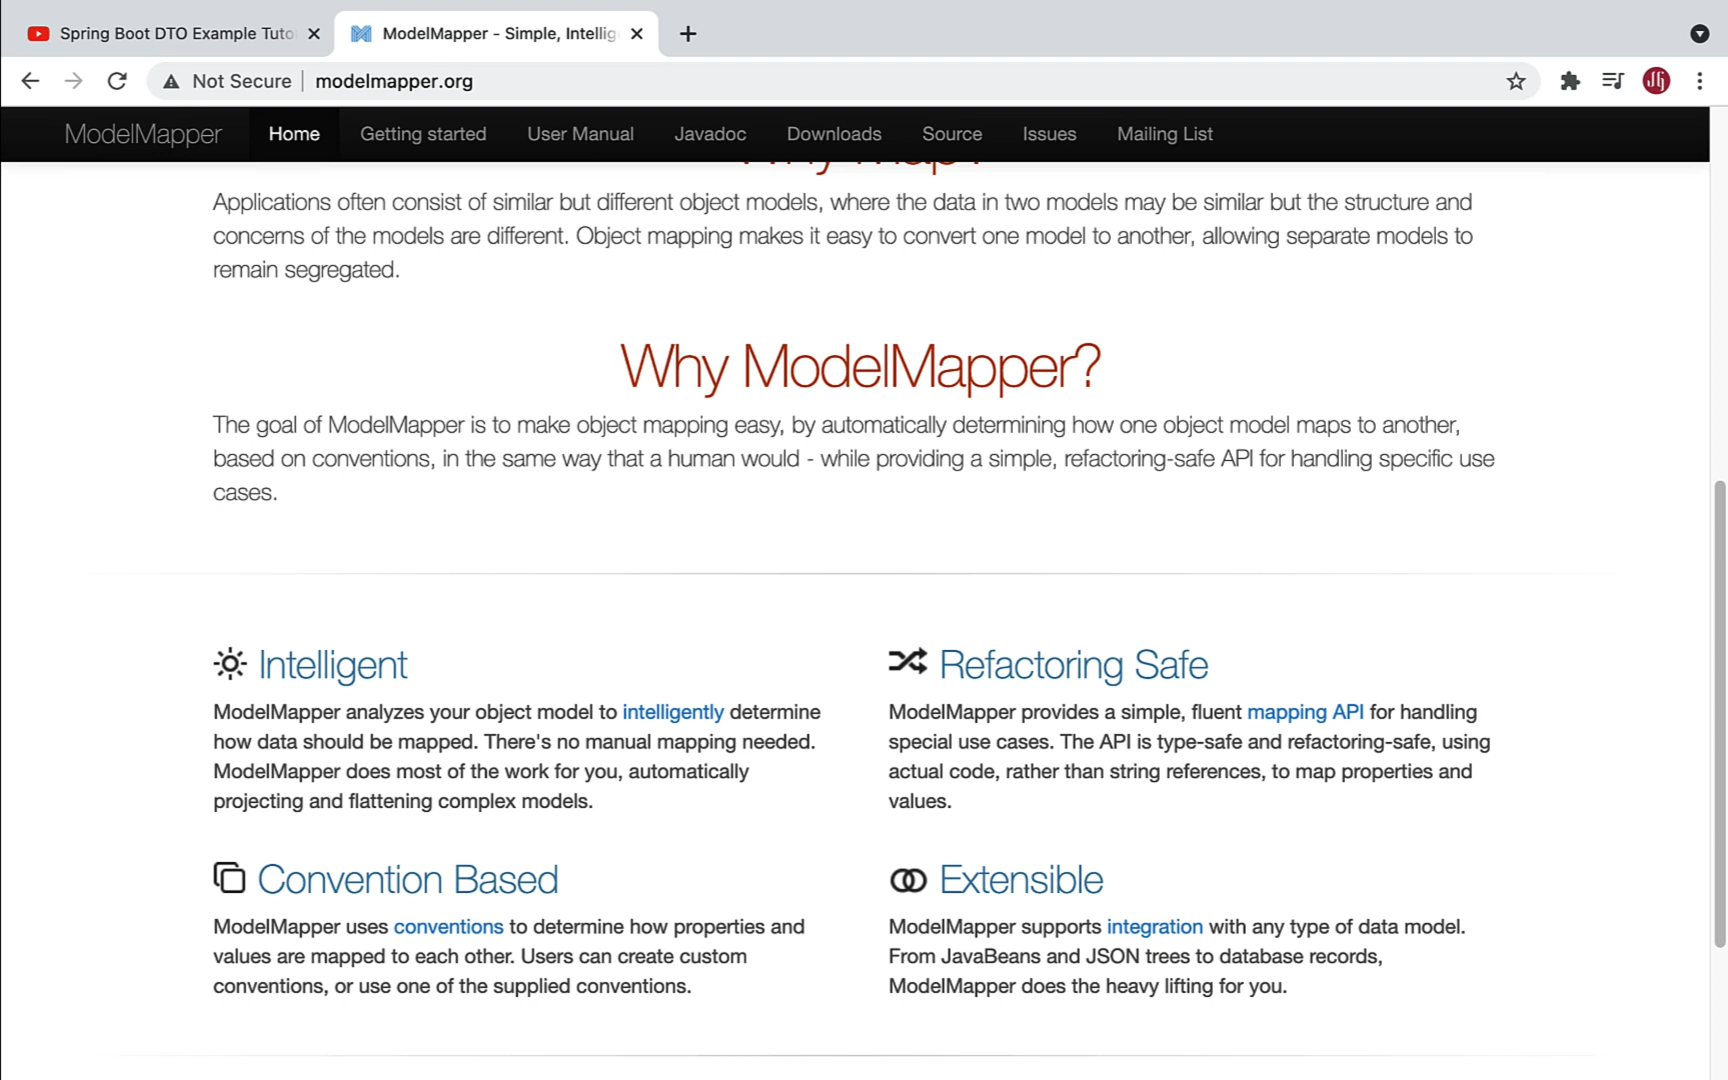 Spring Boot DTO Example Tuto
ModelMapper - Simple, Intellig
Not Secure
modelmapper.org
ModelMapper
Home
Getting started
User Manual
Javadoc
Downloads
Source
Issues
Mailing List
Why Map?
Applications often consist of similar but different object models, where the data in two models may be similar but the structure and
concerns of the models are different. Object mapping makes it easy to convert one model to another, allowing separate models to
remain segregated.
Why ModelMapper?
The goal of ModelMapper is to make object mapping easy, by automatically determining how one object model maps to another,
based on conventions, in the same way that a human would - while providing a simple, refactoring-safe API for handling specific use
cases.
Intelligent
ModelMapper analyzes your object model to intelligently determine
how data should be mapped. There's no manual mapping needed.
ModelMapper does most of the work for you, automatically
projecting and flattening complex models.
Refactoring Safe
ModelMapper provides a simple, fluent mapping API for handling
special use cases. The API is type-safe and refactoring-safe, using
actual code, rather than string references, to map properties and
values.
Convention Based
ModelMapper uses conventions to determine how properties and
values are mapped to each other. Users can create custom
conventions, or use one of the supplied conventions.
Extensible
ModelMapper supports integration with any type of data model.
From JavaBeans and JSON trees to database records,
ModelMapper does the heavy lifting for you.